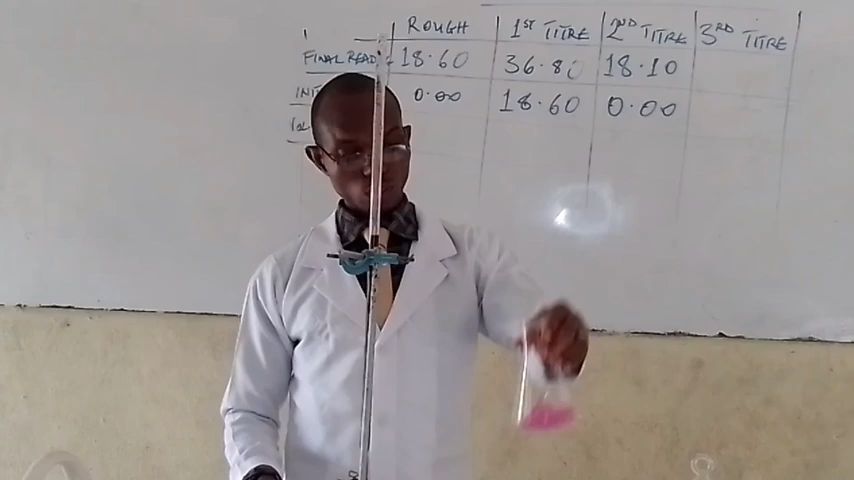 ROUGH 1ST TITRE 2ND TITRE 3RD TITRE
FINAL READ 18.60 36.80 18.10
INIT 0.00 18.60 0.00